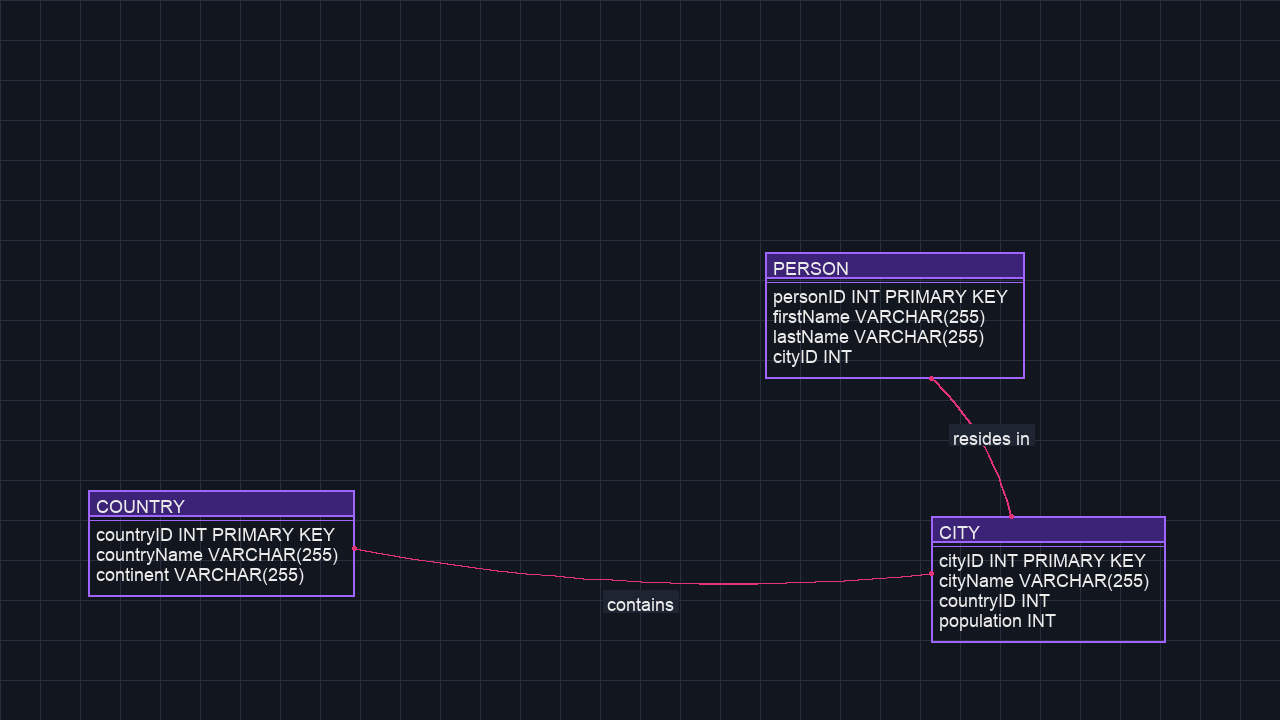 PERSON
personID INT PRIMARY KEY
firstName VARCHAR(255)
lastName VARCHAR(255)
cityID INT
resides in
COUNTRY
countryID INT PRIMARY KEY
countryName VARCHAR(255)
continent VARCHAR(255)
contains
CITY
cityID INT PRIMARY KEY
cityName VARCHAR(255)
countryID INT
population INT